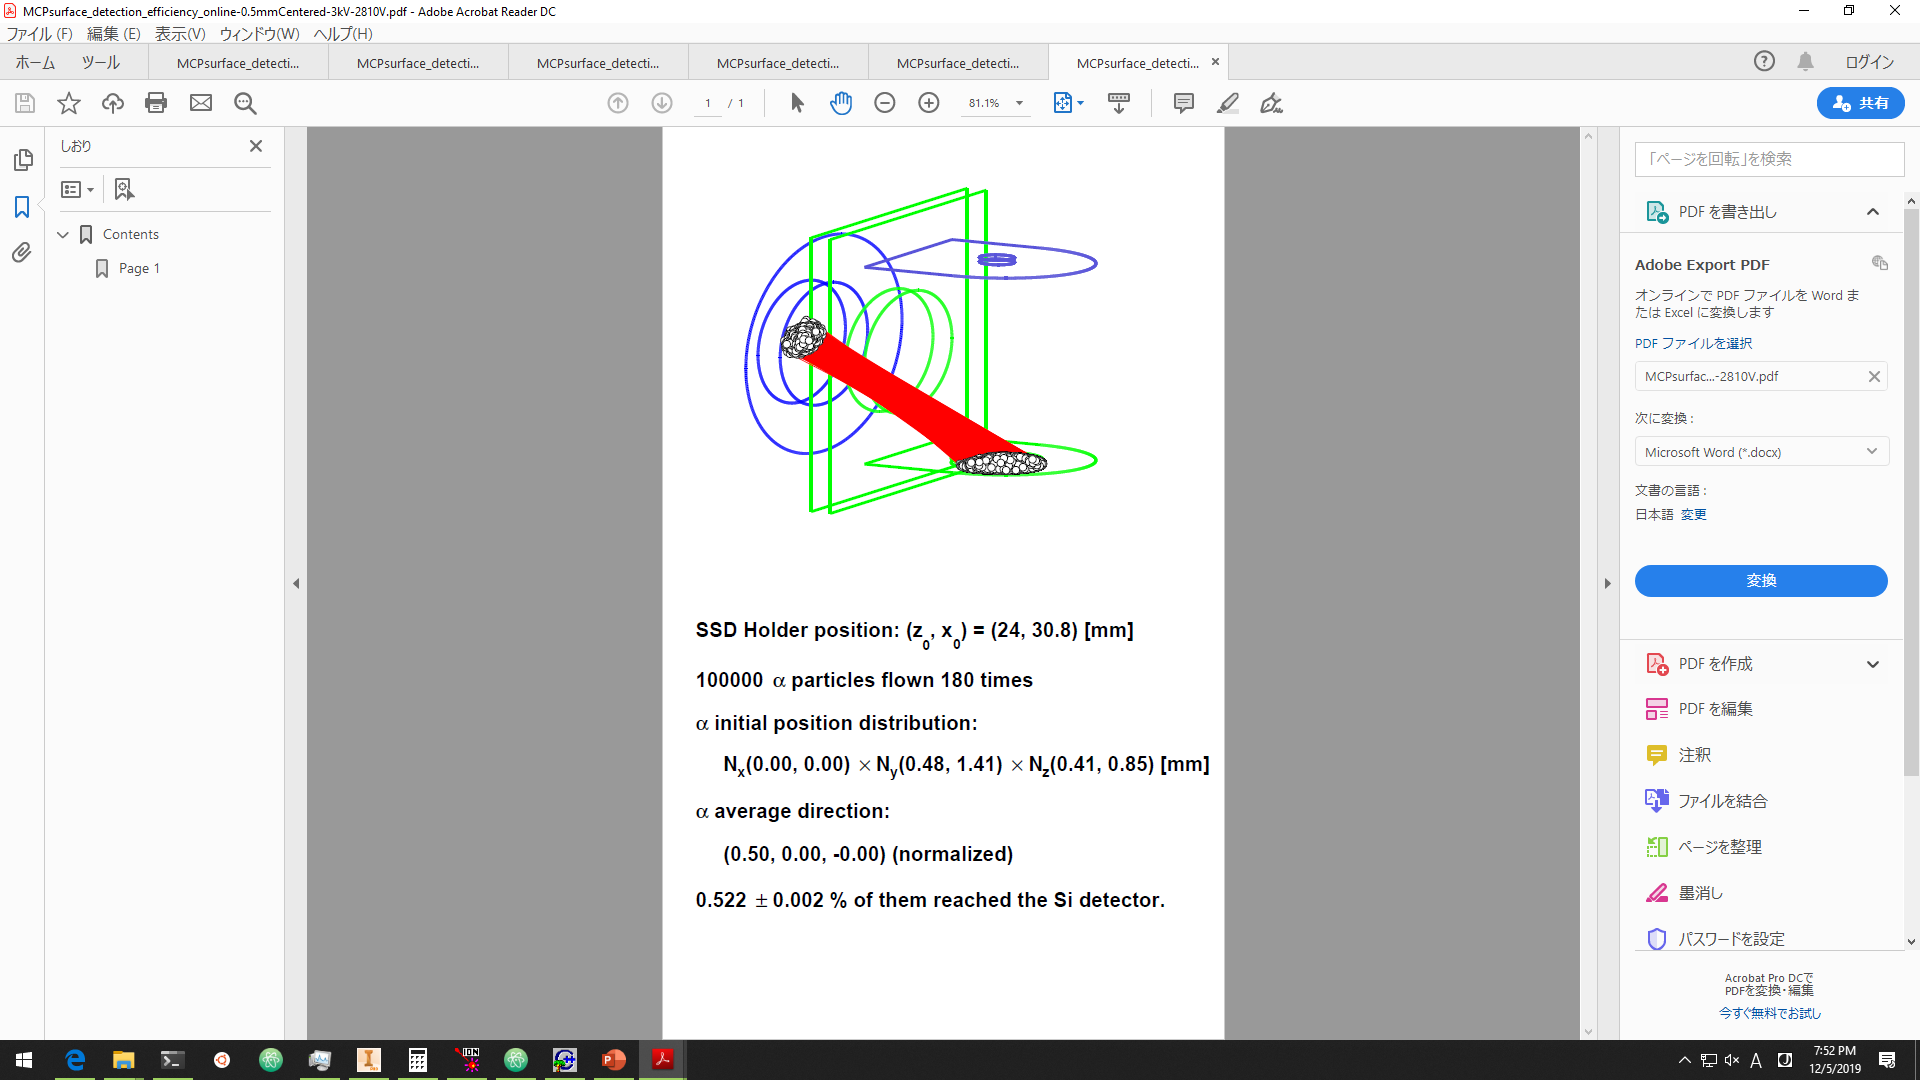 MCPsurface_detection_efficiency_online-0.5mmCentered-3kV-2810V.pdf - Adobe Acrobat Reader DC
ファイル (F) 編集 (E) 表示(V) ウィンドウ(W) ヘルプ(H)
ホーム ツール MCPsurface_detecti... MCPsurface_detecti... MCPsurface_detecti... MCPsurface_detecti... MCPsurface_detecti... MCPsurface_detecti... ログイン
1 / 1 81.1% 共有
しおり
Contents
Page 1
SSD Holder position: (z0, x0) = (24, 30.8) [mm]
100000 α particles flown 180 times
α initial position distribution:
Nx(0.00, 0.00) × Ny(0.48, 1.41) × Nz(0.41, 0.85) [mm]
α average direction:
(0.50, 0.00, -0.00) (normalized)
0.522 ± 0.002 % of them reached the Si detector.
「ページを回転」を検索
PDF を書き出し
Adobe Export PDF
オンラインで PDF ファイルを Word ま
たは Excel に変換します
PDF ファイルを選択
MCPsurfac...-2810V.pdf
次に変換 :
Microsoft Word (*.docx)
文書の言語 :
日本語 変更
変換
PDF を作成
PDF を編集
注釈
ファイルを結合
ページを整理
墨消し
パスワードを設定
Acrobat Pro DCで
PDFを変換・編集
今すぐ無料でお試し
ION
A
7:52 PM
12/5/2019